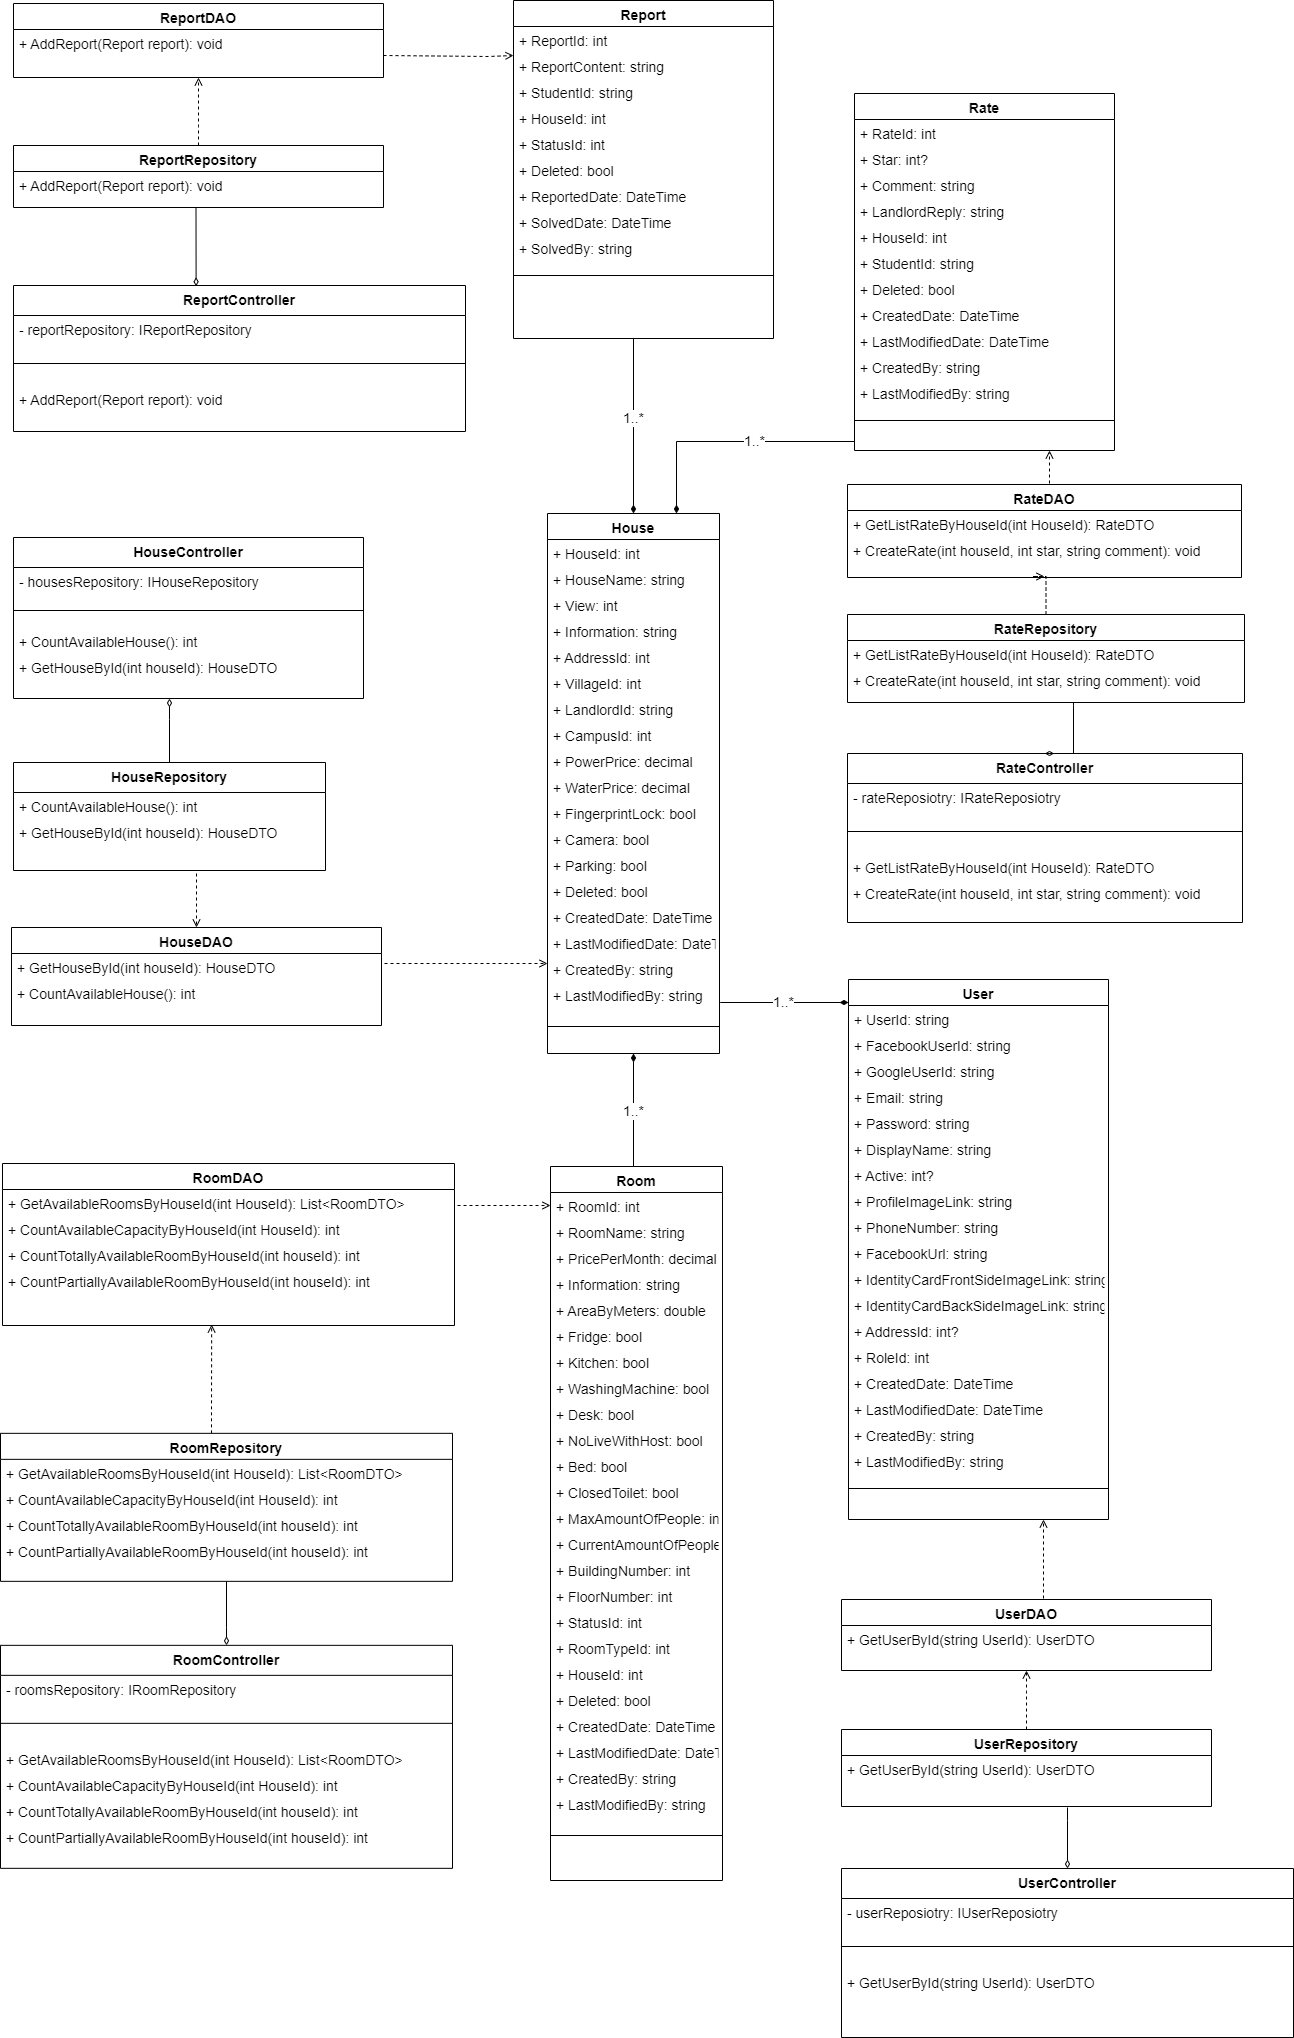 ReportDAO
+ AddReport(Report report): void
ReportRepository
+ AddReport(Report report): void
ReportController
- reportRepository: IReportRepository
+ AddReport(Report report): void
Report
+ ReportId: int
+ ReportContent: string
+ StudentId: string
+ HouseId: int
+ StatusId: int
+ Deleted: bool
+ ReportedDate: DateTime
+ SolvedDate: DateTime
+ SolvedBy: string
1..*
Rate
+ RateId: int
+ Star: int?
+ Comment: string
+ LandlordReply: string
+ HouseId: int
+ StudentId: string
+ Deleted: bool
+ CreatedDate: DateTime
+ LastModifiedDate: DateTime
+ CreatedBy: string
+ LastModifiedBy: string
1..*
RateDAO
+ GetListRateByHouseId(int HouseId): RateDTO
+ CreateRate(int houseId, int star, string comment): void
RateRepository
+ GetListRateByHouseId(int HouseId): RateDTO
+ CreateRate(int houseId, int star, string comment): void
RateController
- rateReposiotry: IRateReposiotry
+ GetListRateByHouseId(int HouseId): RateDTO
+ CreateRate(int houseId, int star, string comment): void
HouseController
- housesRepository: IHouseRepository
+ CountAvailableHouse(): int
+ GetHouseById(int houseId): HouseDTO
HouseRepository
+ CountAvailableHouse(): int
+ GetHouseById(int houseId): HouseDTO
HouseDAO
+ GetHouseById(int houseId): HouseDTO
+ CountAvailableHouse(): int
House
+ HouseId: int
+ HouseName: string
+ View: int
+ Information: string
+ AddressId: int
+ VillageId: int
+ LandlordId: string
+ CampusId: int
+ PowerPrice: decimal
+ WaterPrice: decimal
+ FingerprintLock: bool
+ Camera: bool
+ Parking: bool
+ Deleted: bool
+ CreatedDate: DateTime
+ LastModifiedDate: DateT
+ CreatedBy: string
+ LastModifiedBy: string
1..*
1..*
User
+ UserId: string
+ FacebookUserId: string
+ GoogleUserId: string
+ Email: string
+ Password: string
+ DisplayName: string
+ Active: int?
+ ProfileImageLink: string
+ PhoneNumber: string
+ FacebookUrl: string
+ IdentityCardFrontSideImageLink: string
+ IdentityCardBackSideImageLink: string
+ AddressId: int?
+ RoleId: int
+ CreatedDate: DateTime
+ LastModifiedDate: DateTime
+ CreatedBy: string
+ LastModifiedBy: string
RoomDAO
+ GetAvailableRoomsByHouseId(int HouseId): List<RoomDTO>
+ CountAvailableCapacityByHouseId(int HouseId): int
+ CountTotallyAvailableRoomByHouseId(int houseId): int
+ CountPartiallyAvailableRoomByHouseId(int houseId): int
RoomRepository
+ GetAvailableRoomsByHouseId(int HouseId): List<RoomDTO>
+ CountAvailableCapacityByHouseId(int HouseId): int
+ CountTotallyAvailableRoomByHouseId(int houseId): int
+ CountPartiallyAvailableRoomByHouseId(int houseId): int
RoomController
- roomsRepository: IRoomRepository
+ GetAvailableRoomsByHouseId(int HouseId): List<RoomDTO>
+ CountAvailableCapacityByHouseId(int HouseId): int
+ CountTotallyAvailableRoomByHouseId(int houseId): int
+ CountPartiallyAvailableRoomByHouseId(int houseId): int
Room
+ RoomId: int
+ RoomName: string
+ PricePerMonth: decimal
+ Information: string
+ AreaByMeters: double
+ Fridge: bool
+ Kitchen: bool
+ WashingMachine: bool
+ Desk: bool
+ NoLiveWithHost: bool
+ Bed: bool
+ ClosedToilet: bool
+ MaxAmountOfPeople: in
+ CurrentAmountOfPeople
+ BuildingNumber: int
+ FloorNumber: int
+ StatusId: int
+ RoomTypeId: int
+ HouseId: int
+ Deleted: bool
+ CreatedDate: DateTime
+ LastModifiedDate: DateT
+ CreatedBy: string
+ LastModifiedBy: string
UserDAO
+ GetUserById(string UserId): UserDTO
UserRepository
+ GetUserById(string UserId): UserDTO
UserController
- userReposiotry: IUserReposiotry
+ GetUserById(string UserId): UserDTO